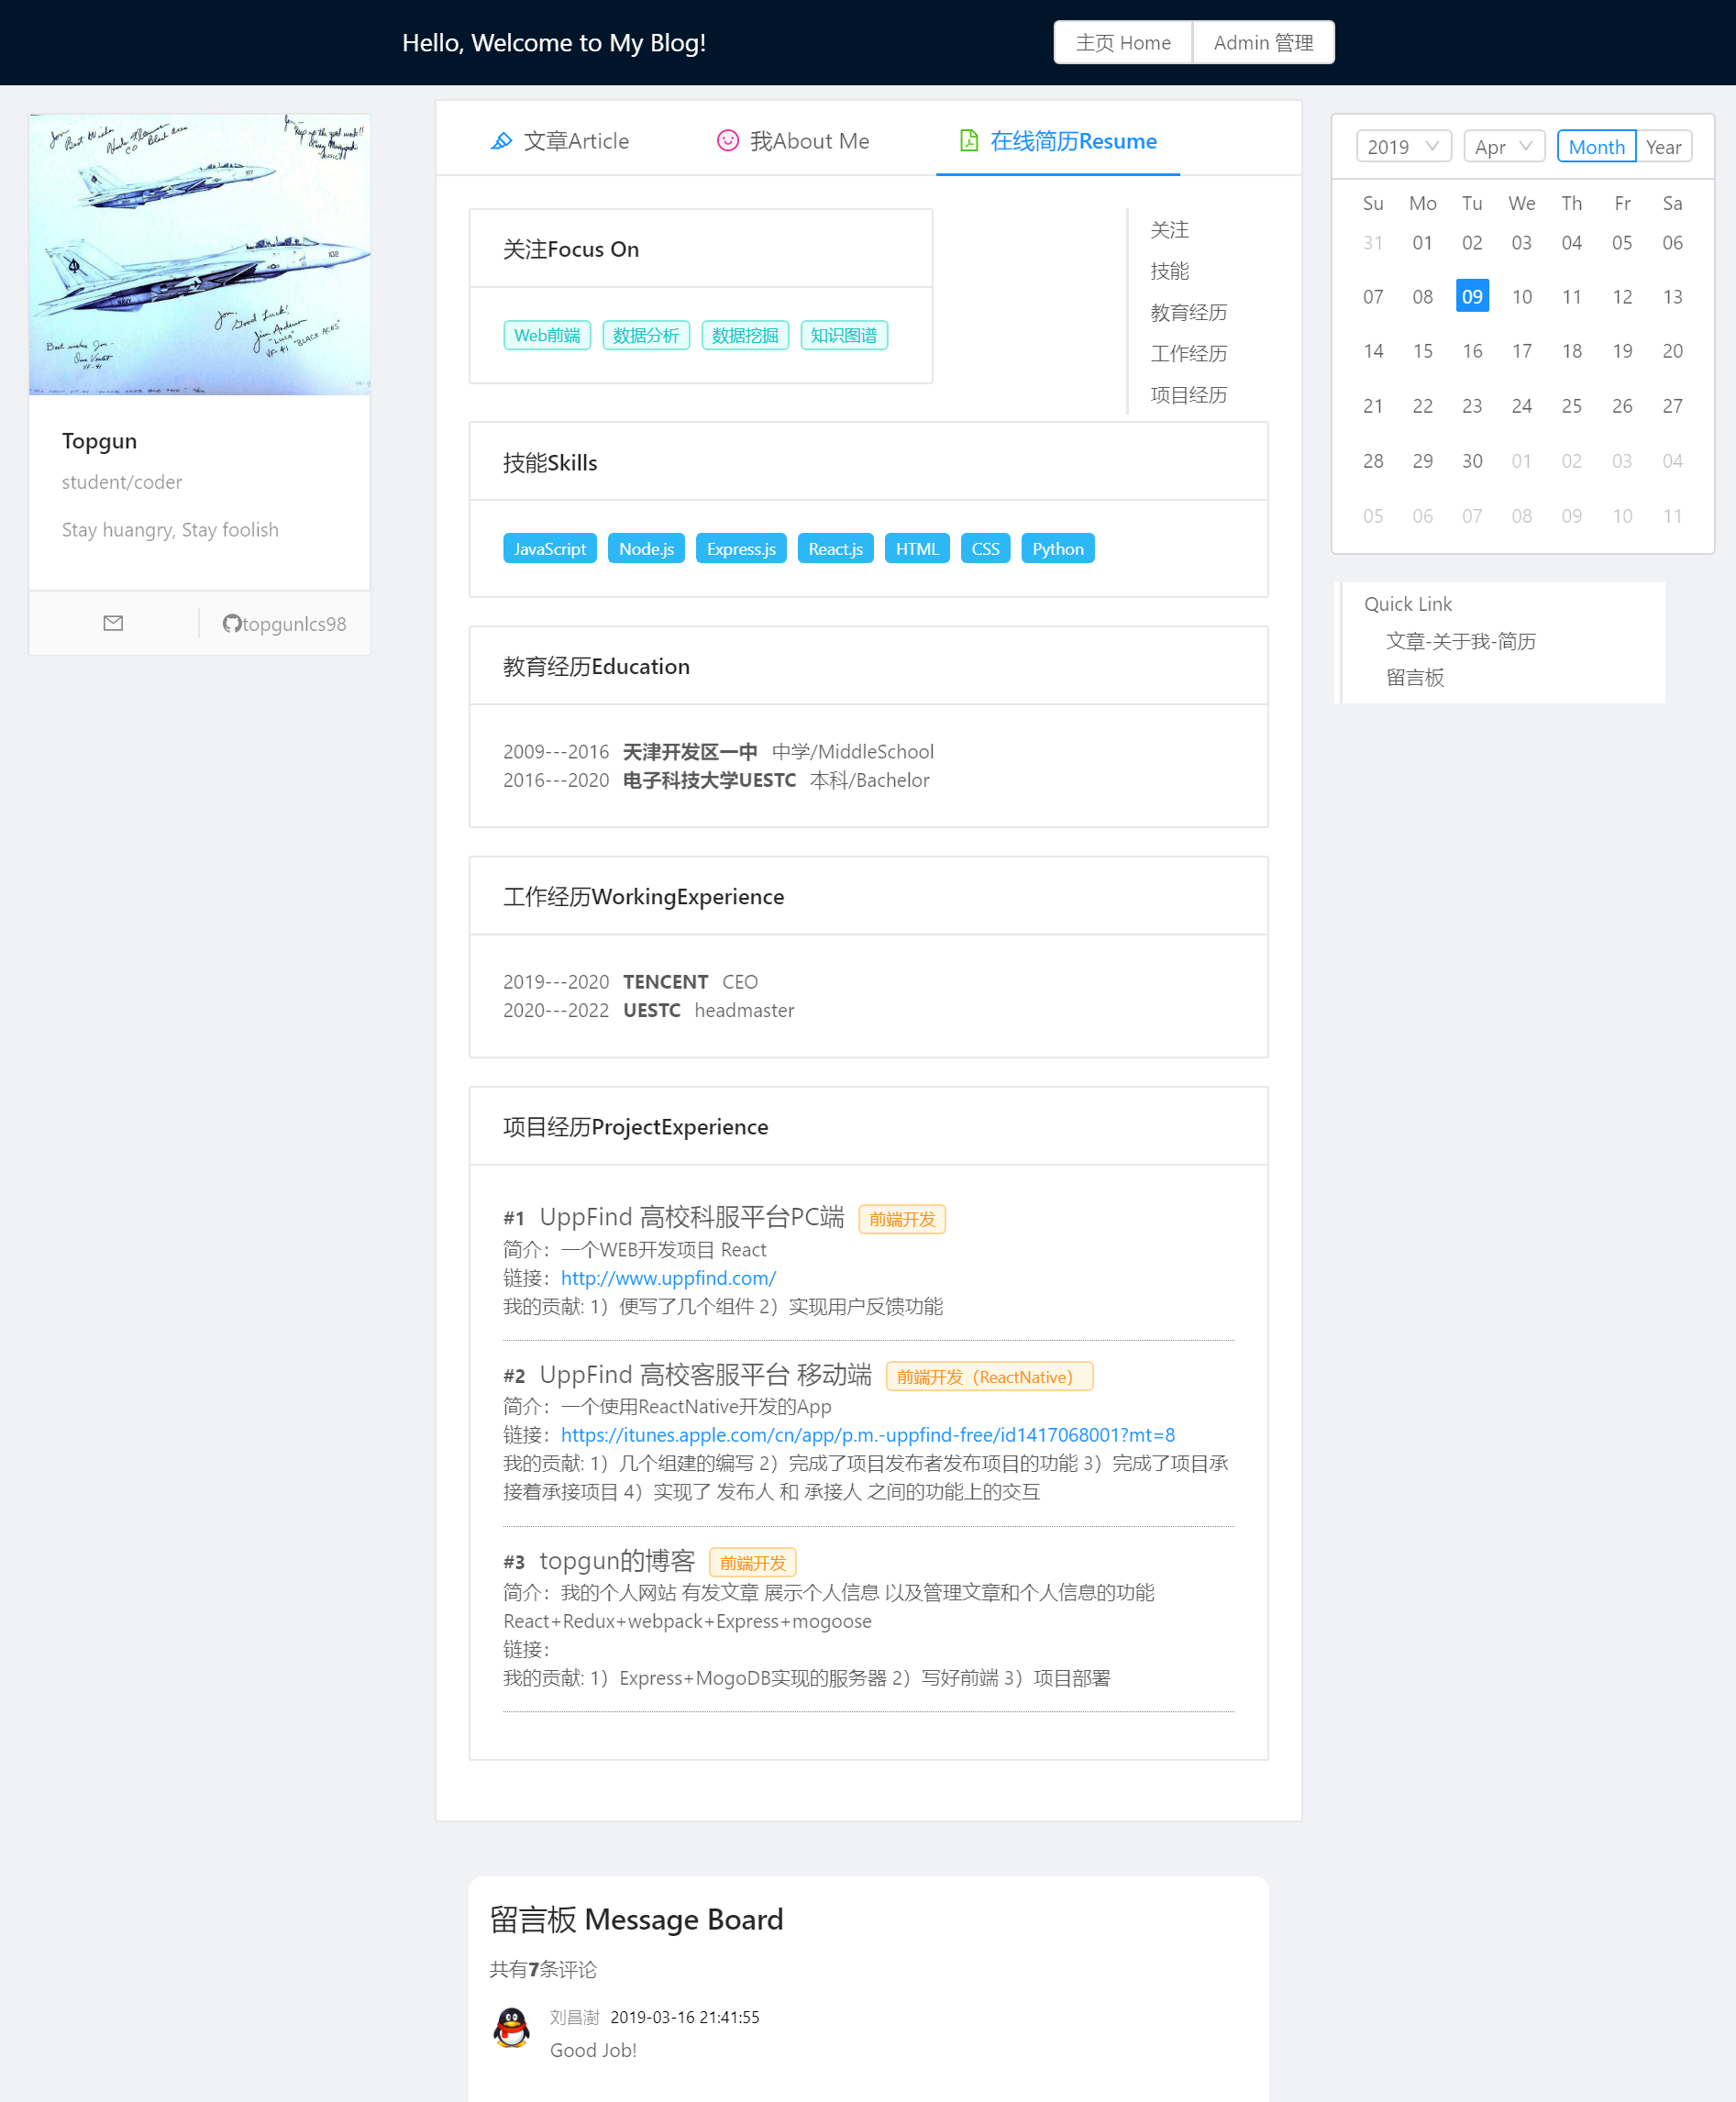 Hello, Welcome to My Blog!
主页 Home
Admin 管理
Topgun
student/coder
Stay huangry, Stay foolish
topgunlcs98
文章Article
我About Me
在线简历Resume
关注Focus On
Web前端 数据分析 数据挖掘 知识图谱
关注
技能
教育经历
工作经历
项目经历
技能Skills
JavaScript Node.js Express.js React.js HTML CSS Python
教育经历Education
2009---2016 天津开发区一中 中学/MiddleSchool
2016---2020 电子科技大学UESTC 本科/Bachelor
工作经历WorkingExperience
2019---2020 TENCENT CEO
2020---2022 UESTC headmaster
项目经历ProjectExperience
#1 UppFind 高校科服平台PC端 前端开发
简介：一个WEB开发项目 React
链接：http://www.uppfind.com/
我的贡献: 1）便写了几个组件 2）实现用户反馈功能
#2 UppFind 高校客服平台 移动端 前端开发（ReactNative）
简介：一个使用ReactNative开发的App
链接：https://itunes.apple.com/cn/app/p.m.-uppfind-free/id1417068001?mt=8
我的贡献: 1）几个组建的编写 2）完成了项目发布者发布项目的功能 3）完成了项目承
接着承接项目 4）实现了 发布人 和 承接人 之间的功能上的交互
#3 topgun的博客 前端开发
简介：我的个人网站 有发文章 展示个人信息 以及管理文章和个人信息的功能
React+Redux+webpack+Express+mogoose
链接：
我的贡献: 1）Express+MogoDB实现的服务器 2）写好前端 3）项目部署
2019 Apr Month Year
Su Mo Tu We Th Fr Sa
31 01 02 03 04 05 06
07 08 09 10 11 12 13
14 15 16 17 18 19 20
21 22 23 24 25 26 27
28 29 30 01 02 03 04
05 06 07 08 09 10 11
Quick Link
文章-关于我-简历
留言板
留言板 Message Board
共有7条评论
刘昌澍 2019-03-16 21:41:55
Good Job!